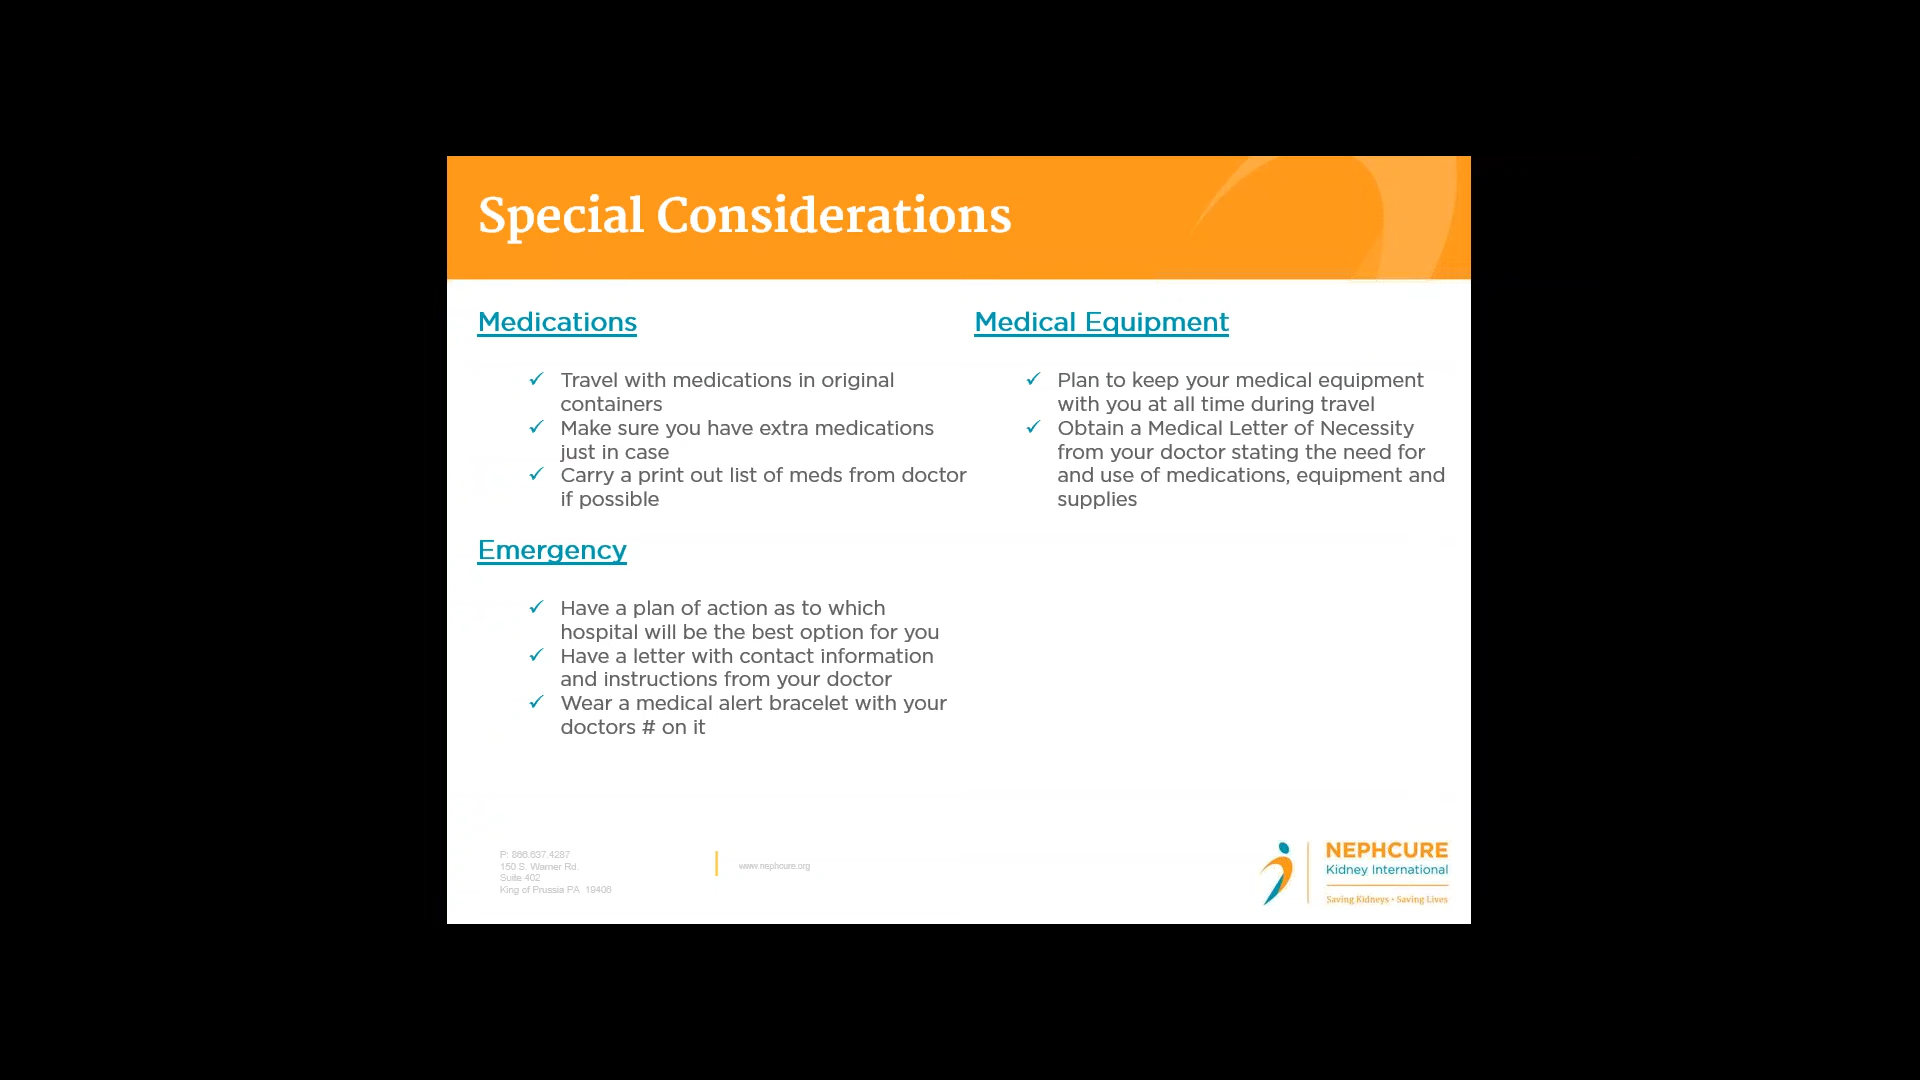 Special Considerations
Medications
✓ Travel with medications in original
containers
✓ Make sure you have extra medications
just in case
✓ Carry a print out list of meds from doctor
if possible
Emergency
✓ Have a plan of action as to which
hospital will be the best option for you
✓ Have a letter with contact information
and instructions from your doctor
✓ Wear a medical alert bracelet with your
doctors # on it
Medical Equipment
✓ Plan to keep your medical equipment
with you at all time during travel
✓ Obtain a Medical Letter of Necessity
from your doctor stating the need for
and use of medications, equipment and
supplies
P: 866.637.4287
150 S. Warner Rd.
Suite 402
King of Prussia PA. 19406
www.nephcure.org
NEPHCURE
Kidney International
Saving Kidneys • Saving Lives